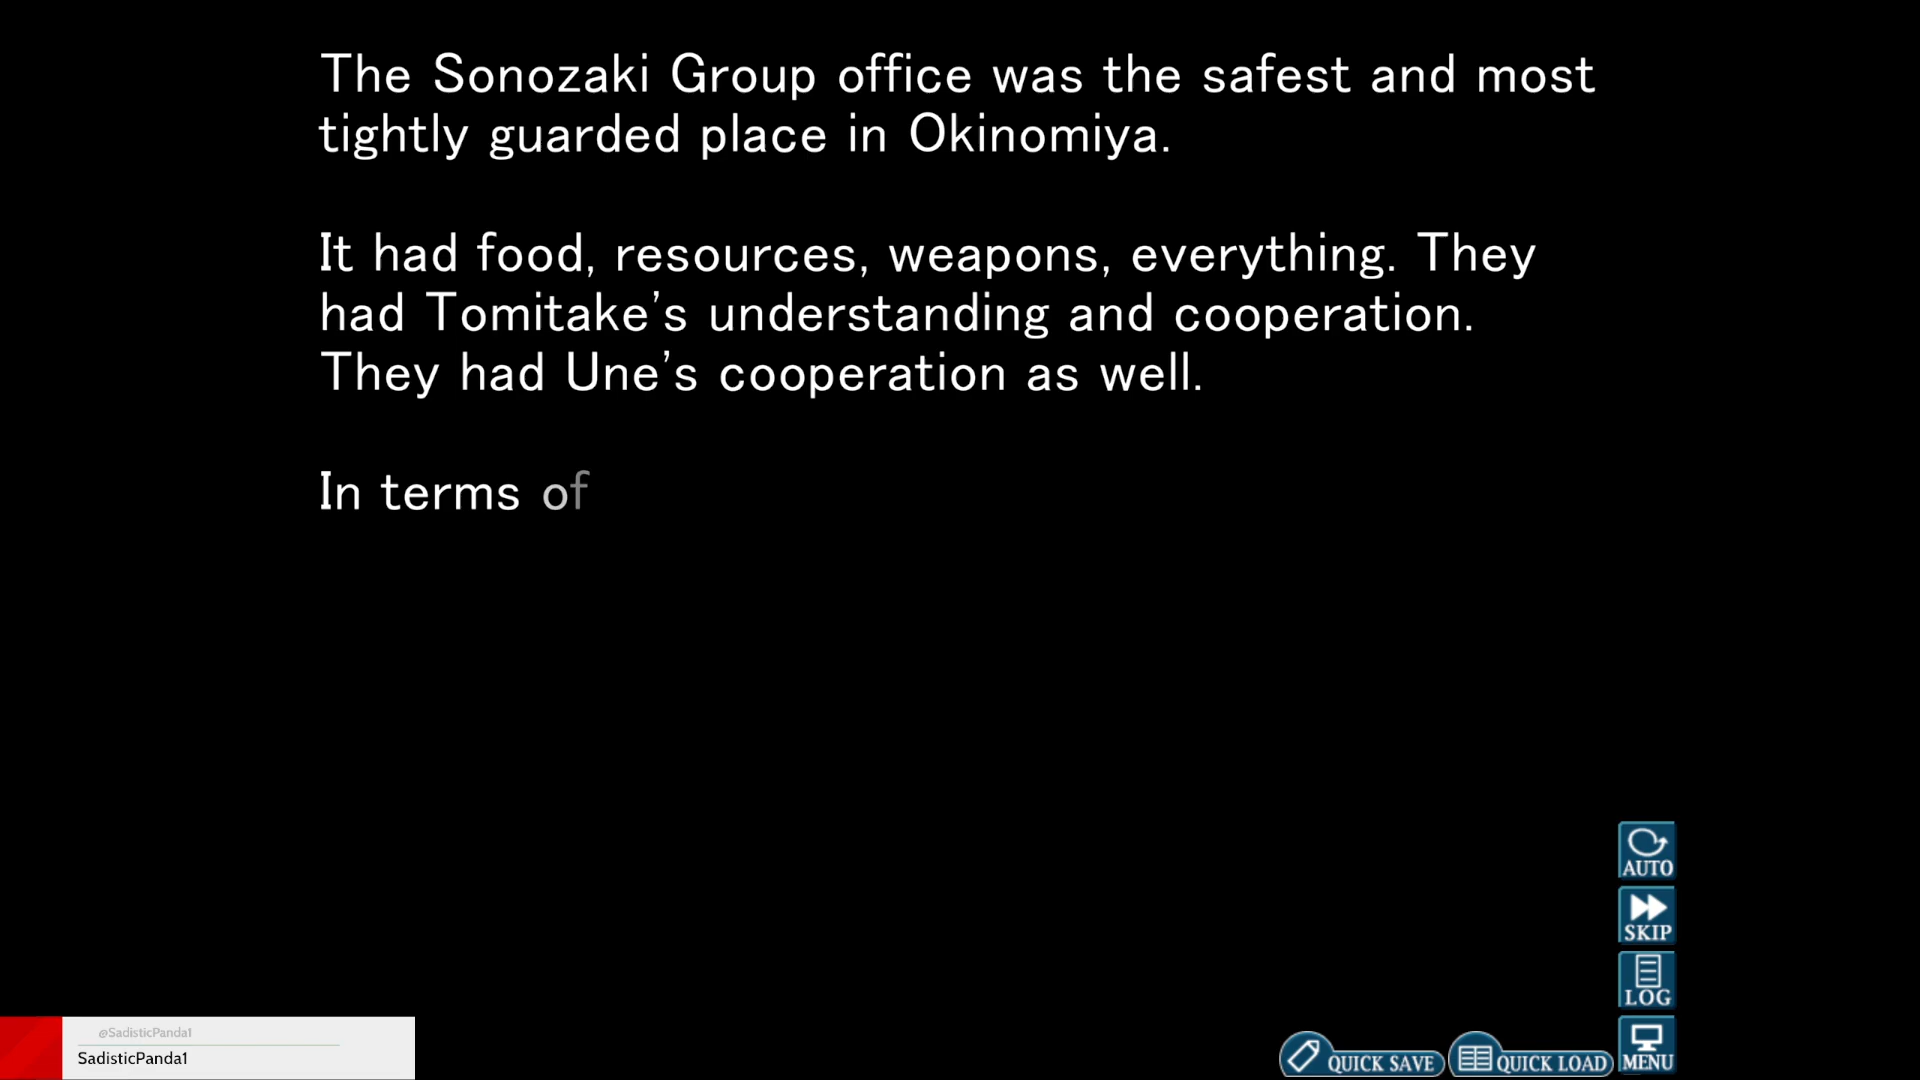 The Sonozaki Group office was the safest and most
tightly guarded place in Okinomiya.
It had food, resources, weapons, everything. They
had Tomitake's understanding and cooperation.
They had Une's cooperation as well.
In terms of
AUTO
SKIP
LOG
MENU
QUICK SAVE
QUICK LOAD
@SadisticPanda1
SadisticPanda1